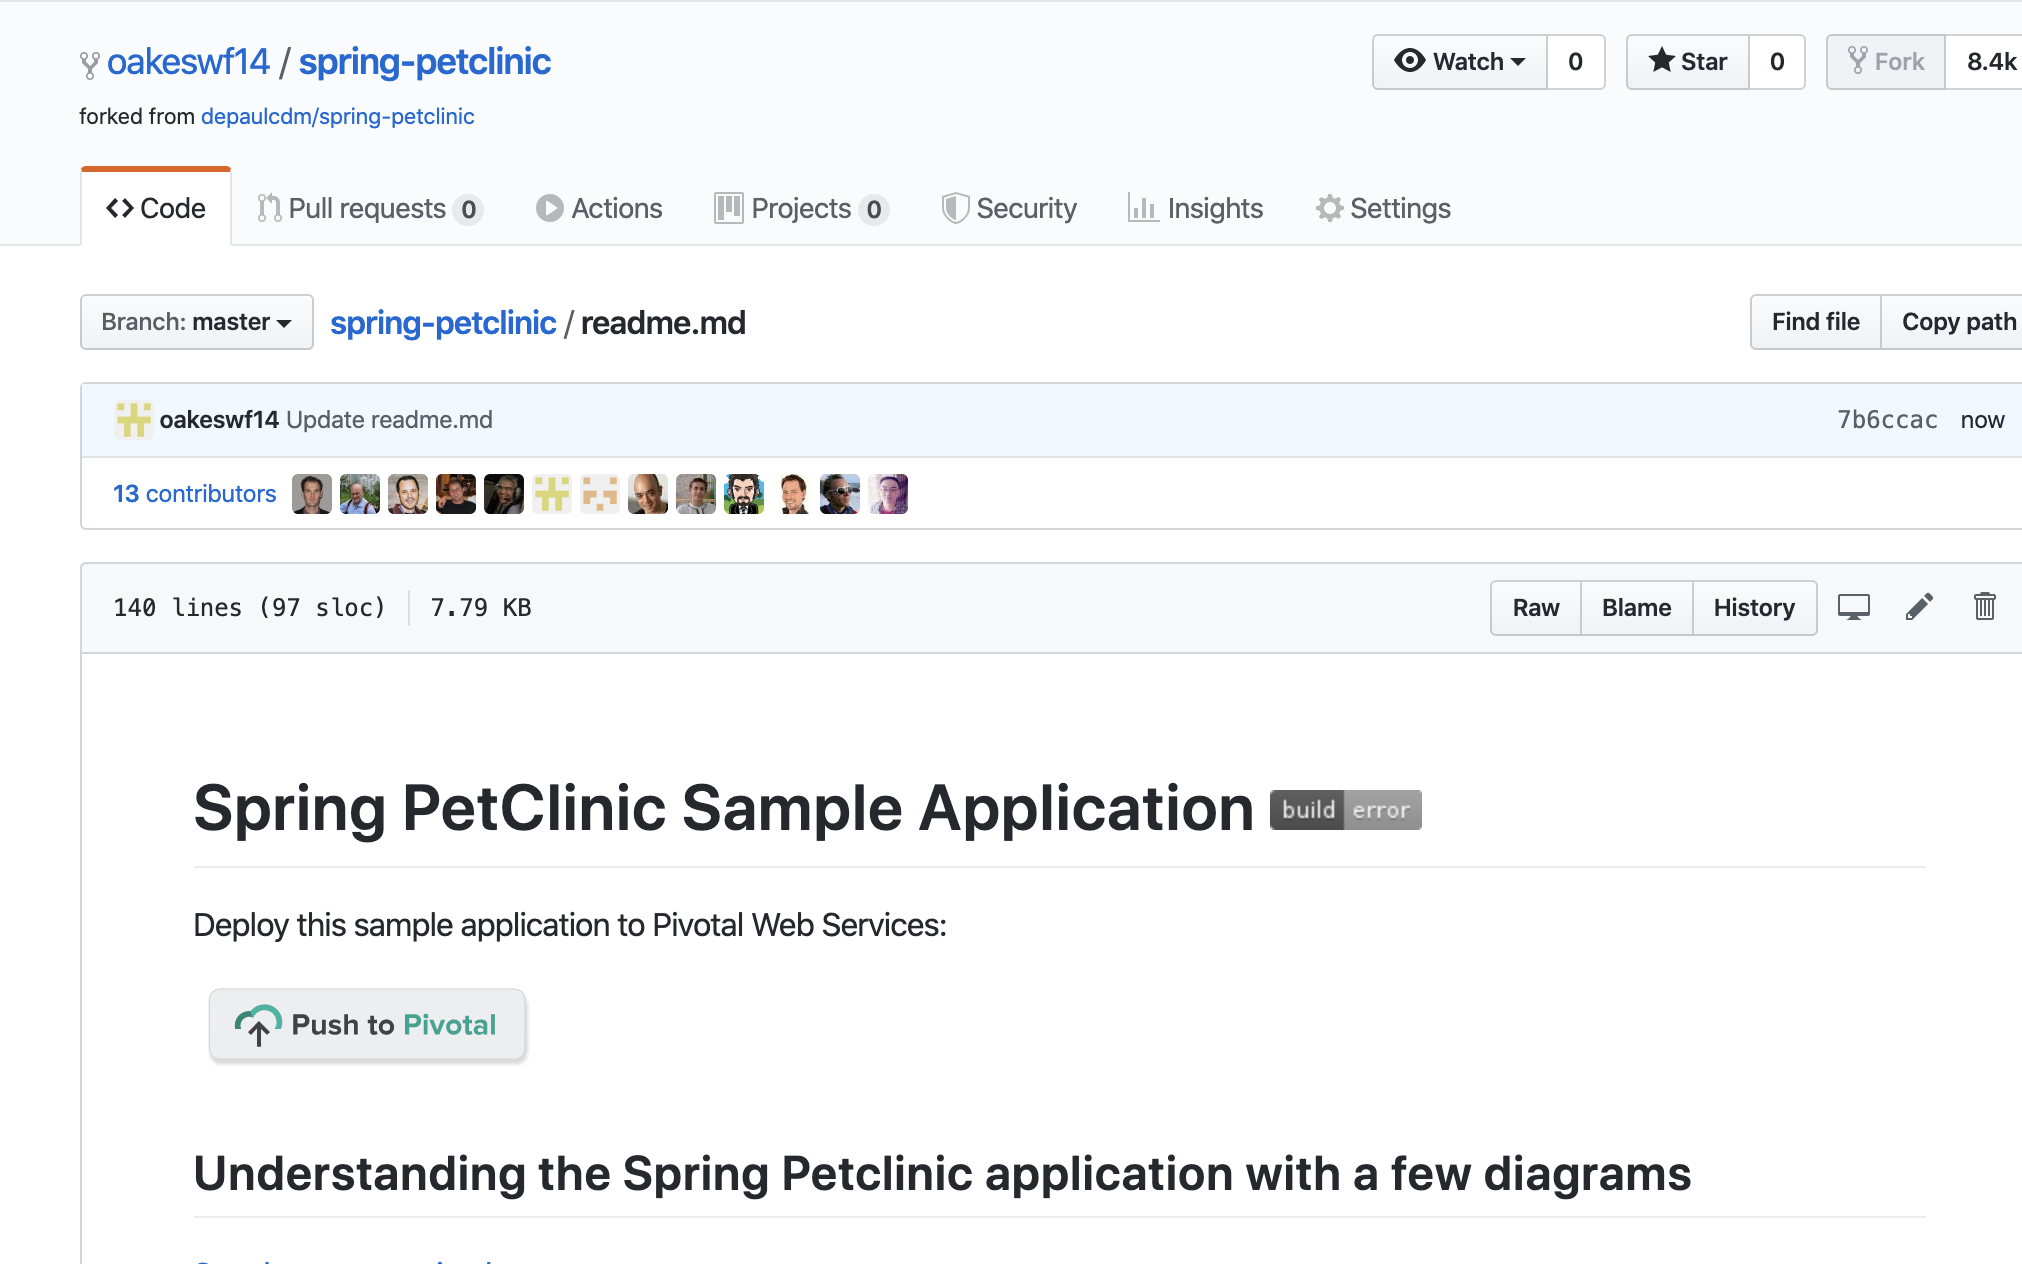 oakeswf14 / spring-petclinic
Watch 0 Star 0 Fork 8.4k
forked from depaulcdm/spring-petclinic
Code Pull requests 0 Actions Projects 0 Security Insights Settings
Branch: master spring-petclinic / readme.md
Find file Copy path
oakeswf14 Update readme.md 7b6ccac now
13 contributors
140 lines (97 sloc) 7.79 KB
Raw Blame History
Spring PetClinic Sample Application build error
Deploy this sample application to Pivotal Web Services:
Push to Pivotal
Understanding the Spring Petclinic application with a few diagrams